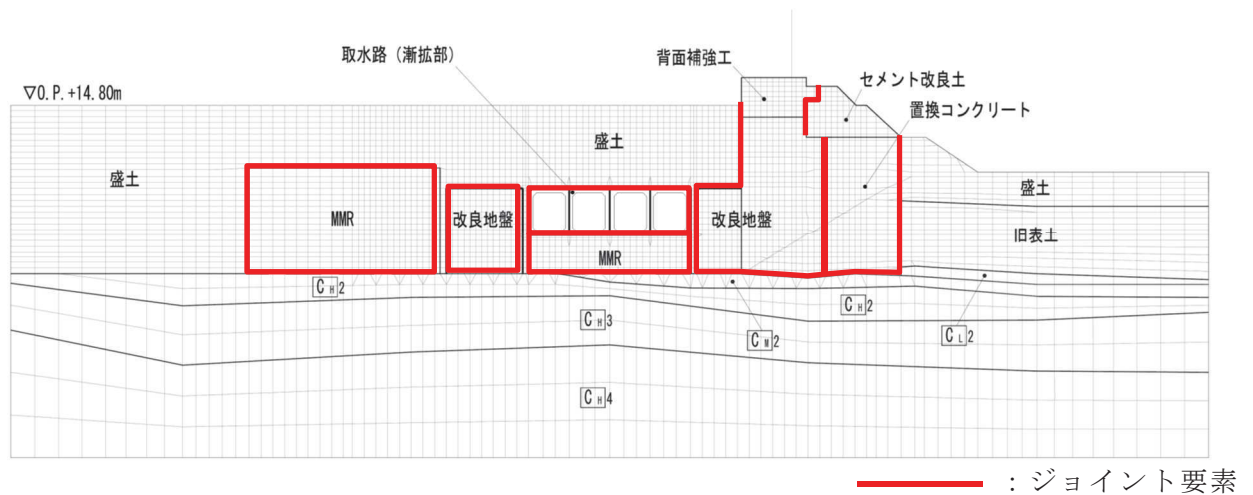 取水路（漸拡部）
背面補強工
セメント改良土
置換コンクリート
▽O.P.+14.80m
盛土
盛土
盛土
MMR
改良地盤
改良地盤
MMR
旧表土
CH2
CH2
CH3
CM2
CL2
CH4
：ジョイント要素